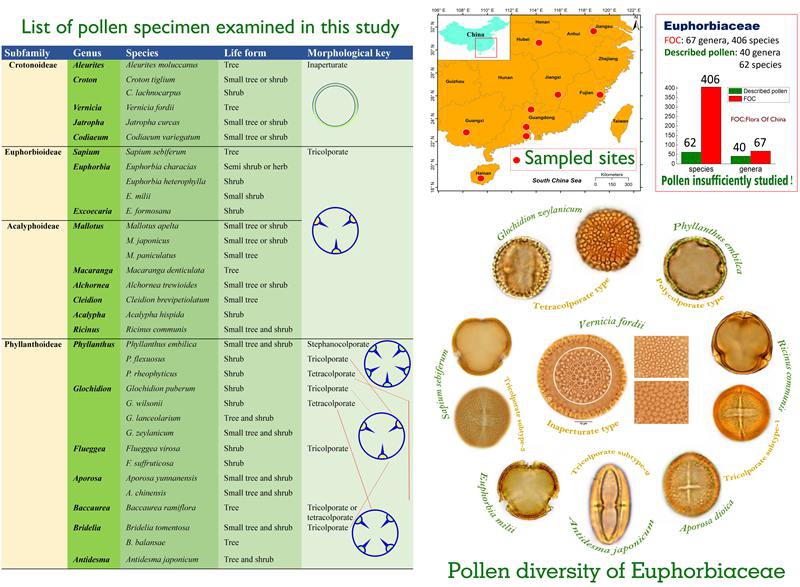 List of pollen specimen examined in this study
Subfamily Genus Species Life form Morphological key
Crotonoideae Aleurites Aleurites moluccanus Tree Inaperturate
Croton Croton tiglium Small tree or shrub
C. lachnocarpus Shrub
Vernicia Vernicia fordii Tree
Jatropha Jatropha curcas Small tree or shrub
Codiaeum Codiaeum variegatum Small tree or shrub
Euphorbioideae Sapium Sapium sebiferum Tree Tricolporate
Euphorbia Euphorbia characias Semi shrub or herb
Euphorbia heterophylla Shrub
E. milii Small shrub
Excoecaria E. formosana Shrub
Acalyphoideae Mallotus Mallotus apelta Small tree or shrub
M. japonicus Small tree or shrub
M. paniculatus Small tree
Macaranga Macaranga denticulata Tree
Alchornea Alchornea trewioides Small tree or shrub
Cleidion Cleidion brevipetiolatum Small tree
Acalypha Acalypha hispida Shrub
Ricinus Ricinus communis Small tree and shrub
Phyllanthoideae Phyllanthus Phyllanthus embilica Small tree and shrub Stephanocolporate
P. flexuosus Shrub Tricolporate
P. rheophyticus Shrub Tetracolporate
Glochidion Glochidion puberum Shrub Tricolporate
G. wilsonii Shrub Tetracolporate
G. lanceolarium Tree and shrub
G. zeylanicum Small tree and shrub
Flueggea Flueggea virosa Shrub Tricolporate
F. suffruticosa Shrub
Aporosa Aporosa yunnanensis Small tree and shrub
A. chinensis Small tree and shrub
Baccaurea Baccaurea ramiflora Tree Tricolporate or
tetracolporate
Bridelia Bridelia tomentosa Small tree and shrub Tricolporate
B. balansae Tree
Antidesma Antidesma japonicum Tree and shrub
106° E 108° E 110° E 112° E 114° E 116° E 118° E 120° E 122° E
China
Henan
Jiangsu
Anhui
Hubei
Zhejiang
Guizhou
Hunan
Jiangxi
Fujian
Guangxi
Guangdong
Taiwan
Hainan
Sampled sites
South China Sea
Kilometers
0 150 300
Euphorbiaceae
FOC: 67 genera, 406 species
Described pollen: 40 genera
62 species
406
Described pollen
FOC
FOC:Flora Of China
400
350
300
250
200
150
100
50
0
62
40
67
species genera
Pollen insufficiently studied !
Glochidion zeylanicum
Tetracolporate type
Phyllanthus embilca
Polycolporate type
Vernicia fordii
Inaperturate type
Sapium sebiferum
Tricolporate subtype-3
Ricinus communis
Tricolporate subtype-1
Euphorbia milii
Tricolporate subtype-2
Antidesma japonicum
Aporosa dioica
Pollen diversity of Euphorbiaceae